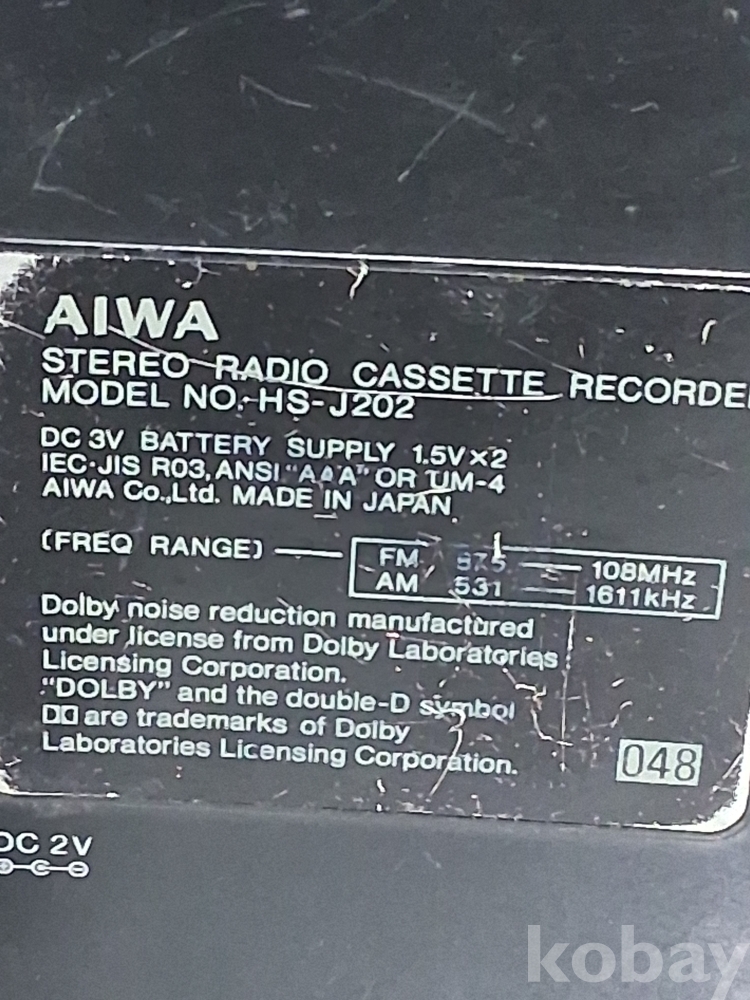 AIWA
STEREO RADIO CASSETTE RECORDE
MODEL NO. HS-J202
DC 3V BATTERY SUPPLY 1.5V×2
IEC·JIS R03, ANSI "AAA" OR UM-4
AIWA Co.,Ltd. MADE IN JAPAN
(FREQ RANGE) FM 87.5 108MHz
AM 531 1611kHz
Dolby noise reduction manufactured
under license from Dolby Laboratories
Licensing Corporation.
"DOLBY" and the double-D symbol
are trademarks of Dolby
Laboratories Licensing Corporation.
048
DC 2V
kobay